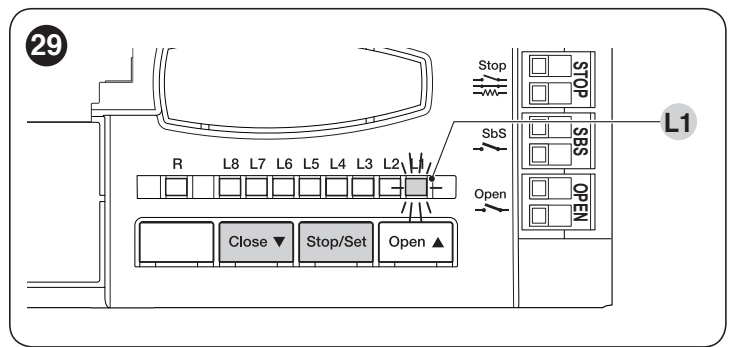 29
Stop
STOP
L1
SbS
SBS
R L8 L7 L6 L5 L4 L3 L2 L1
Open
OPEN
Close ▼ Stop/Set Open ▲